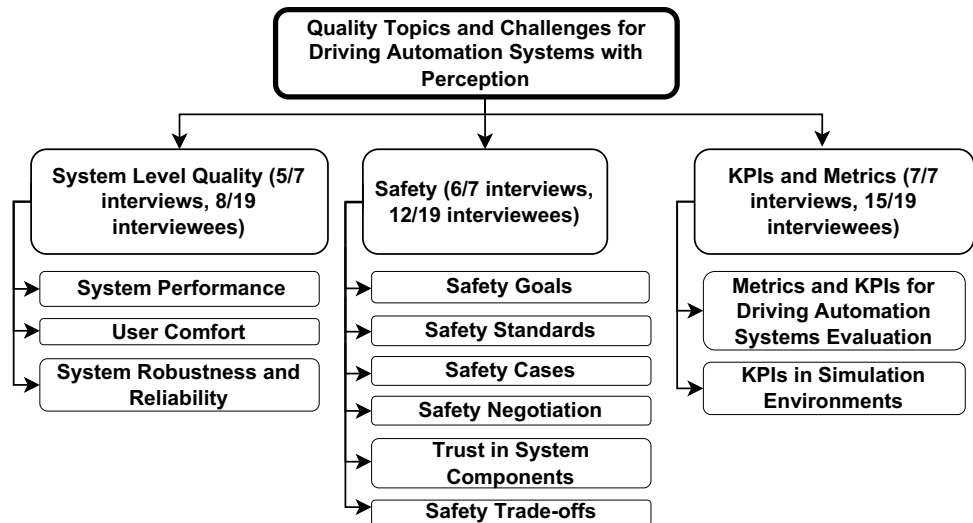 Quality Topics and Challenges for
Driving Automation Systems with
Perception
System Level Quality (5/7
interviews, 8/19
interviewees)
System Performance
User Comfort
System Robustness and
Reliability
Safety (6/7 interviews,
12/19 interviewees)
Safety Goals
Safety Standards
Safety Cases
Safety Negotiation
Trust in System
Components
Safety Trade-offs
KPIs and Metrics (7/7
interviews, 15/19
interviewees)
Metrics and KPIs for
Driving Automation
Systems Evaluation
KPIs in Simulation
Environments